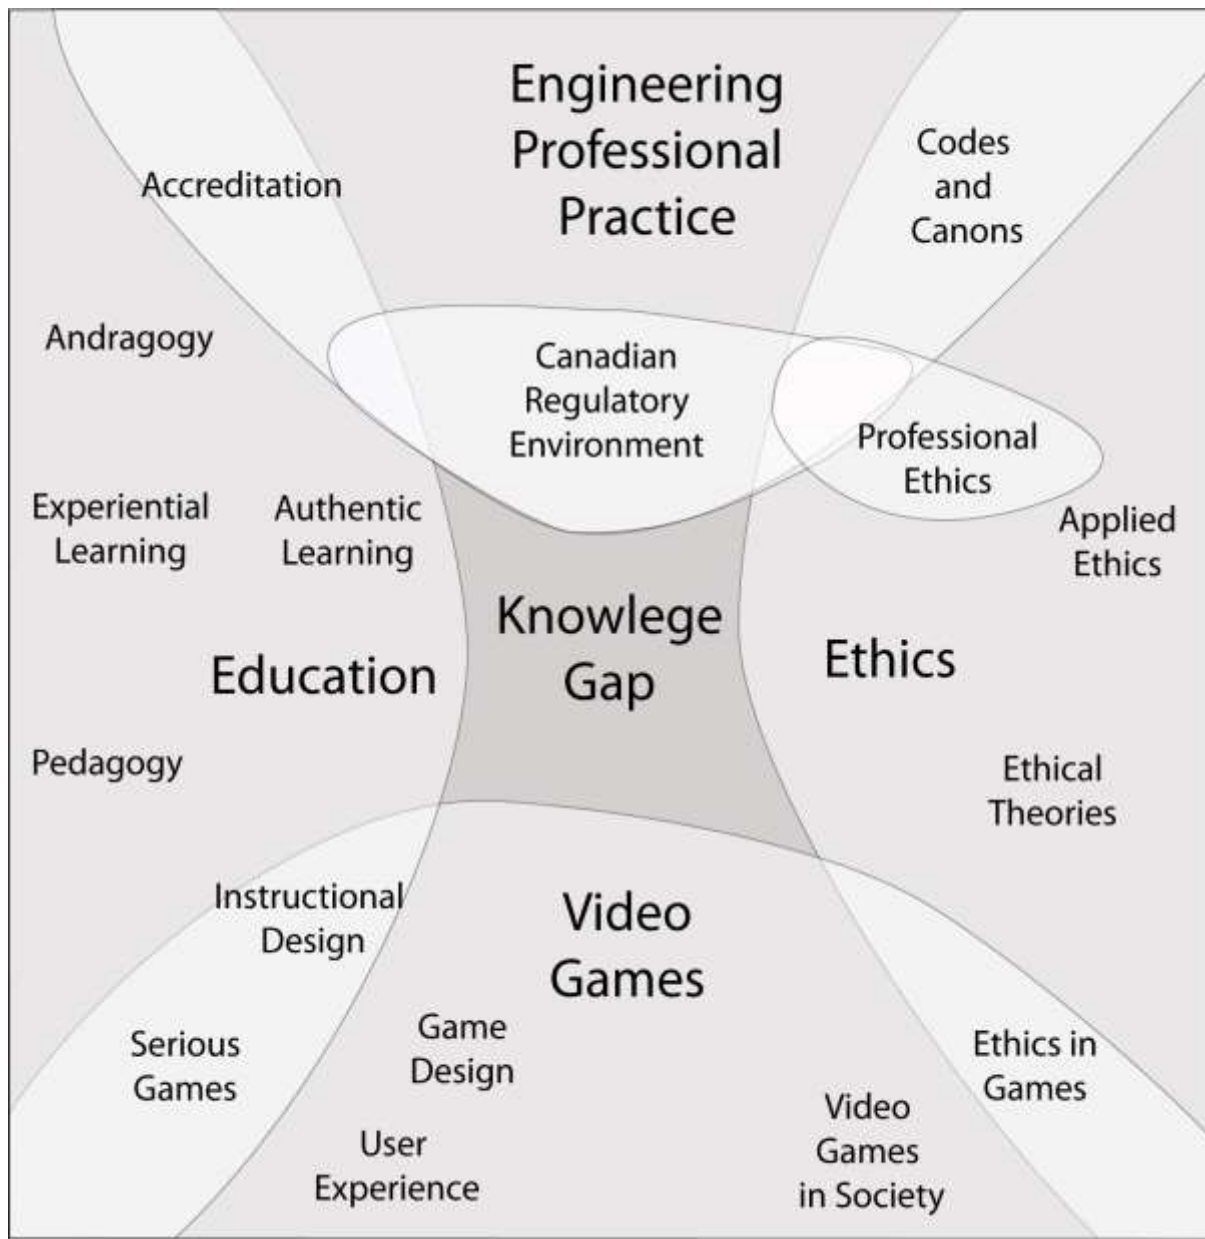 Engineering
Professional
Practice
Codes
and
Canons
Accreditation
Andragogy
Canadian
Regulatory
Environment
Professional
Ethics
Experiential
Learning
Authentic
Learning
Applied
Ethics
Knowlege
Gap
Education
Ethics
Pedagogy
Ethical
Theories
Instructional
Design
Video
Games
Serious
Games
Game
Design
Ethics in
Games
User
Experience
Video
Games
in Society